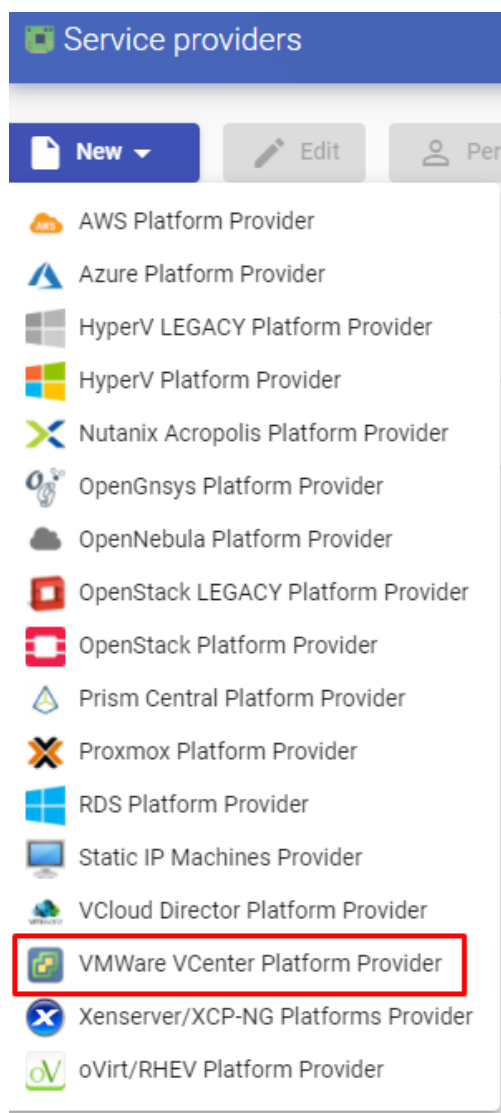 Service providers
New Edit Per
AWS Platform Provider
Azure Platform Provider
HyperV LEGACY Platform Provider
HyperV Platform Provider
Nutanix Acropolis Platform Provider
OpenGnsys Platform Provider
OpenNebula Platform Provider
OpenStack LEGACY Platform Provider
OpenStack Platform Provider
Prism Central Platform Provider
Proxmox Platform Provider
RDS Platform Provider
Static IP Machines Provider
VCloud Director Platform Provider
VMWare VCenter Platform Provider
Xenserver/XCP-NG Platforms Provider
oVirt/RHEV Platform Provider